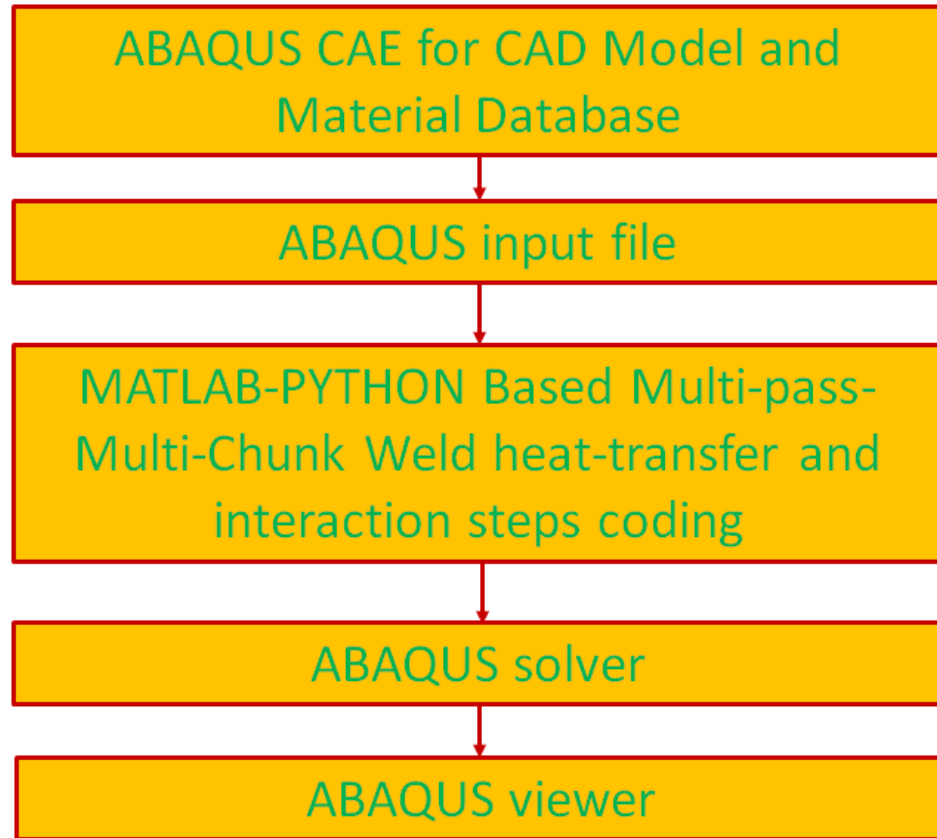 ABAQUS CAE for CAD Model and
Material Database
ABAQUS input file
MATLAB-PYTHON Based Multi-pass-
Multi-Chunk Weld heat-transfer and
interaction steps coding
ABAQUS solver
ABAQUS viewer